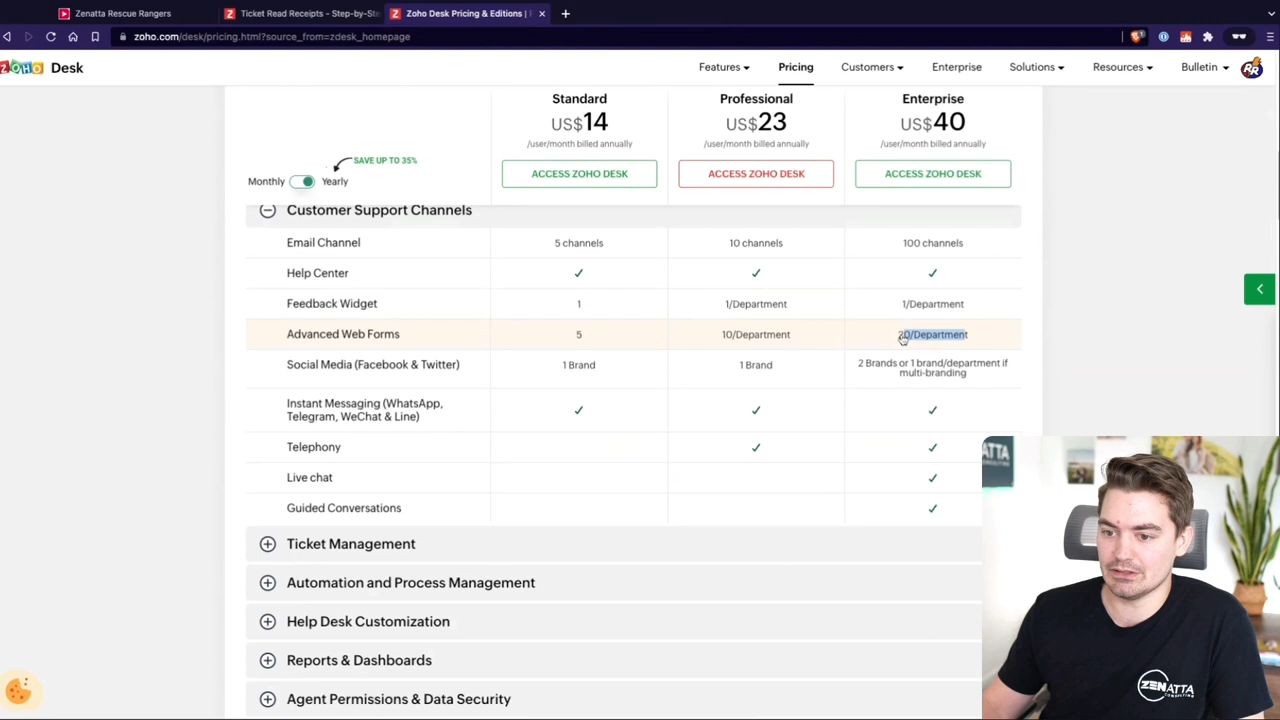 Zenatta Rescue Rangers
Ticket Read Receipts - Step-by-Ste
Zoho Desk Pricing & Editions |
zoho.com/desk/pricing.html?source_from=zdesk_homepage
ZOHO Desk
Features
Pricing
Customers
Enterprise
Solutions
Resources
Bulletin
Standard
Professional
Enterprise
US$14
US$23
US$40
/user/month billed annually
/user/month billed annually
/user/month billed annually
SAVE UP TO 35%
Monthly
Yearly
ACCESS ZOHO DESK
ACCESS ZOHO DESK
ACCESS ZOHO DESK
Customer Support Channels
Email Channel
5 channels
10 channels
100 channels
Help Center
Feedback Widget
1
1/Department
1/Department
Advanced Web Forms
5
10/Department
20/Department
Social Media (Facebook & Twitter)
1 Brand
1 Brand
2 Brands or 1 brand/department if
multi-branding
Instant Messaging (WhatsApp,
Telegram, WeChat & Line)
Telephony
Live chat
Guided Conversations
Ticket Management
Automation and Process Management
Help Desk Customization
Reports & Dashboards
Agent Permissions & Data Security
ATTA
ZENATTA
CONSULTING